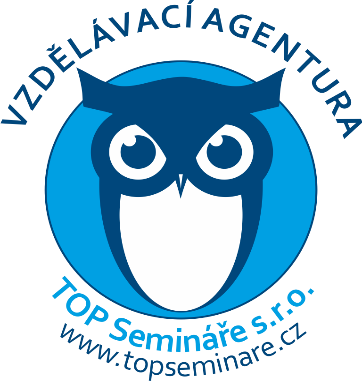 VZDĚLÁVACÍ AGENTURA
TOP Semináře s.r.o.
www.topseminare.cz